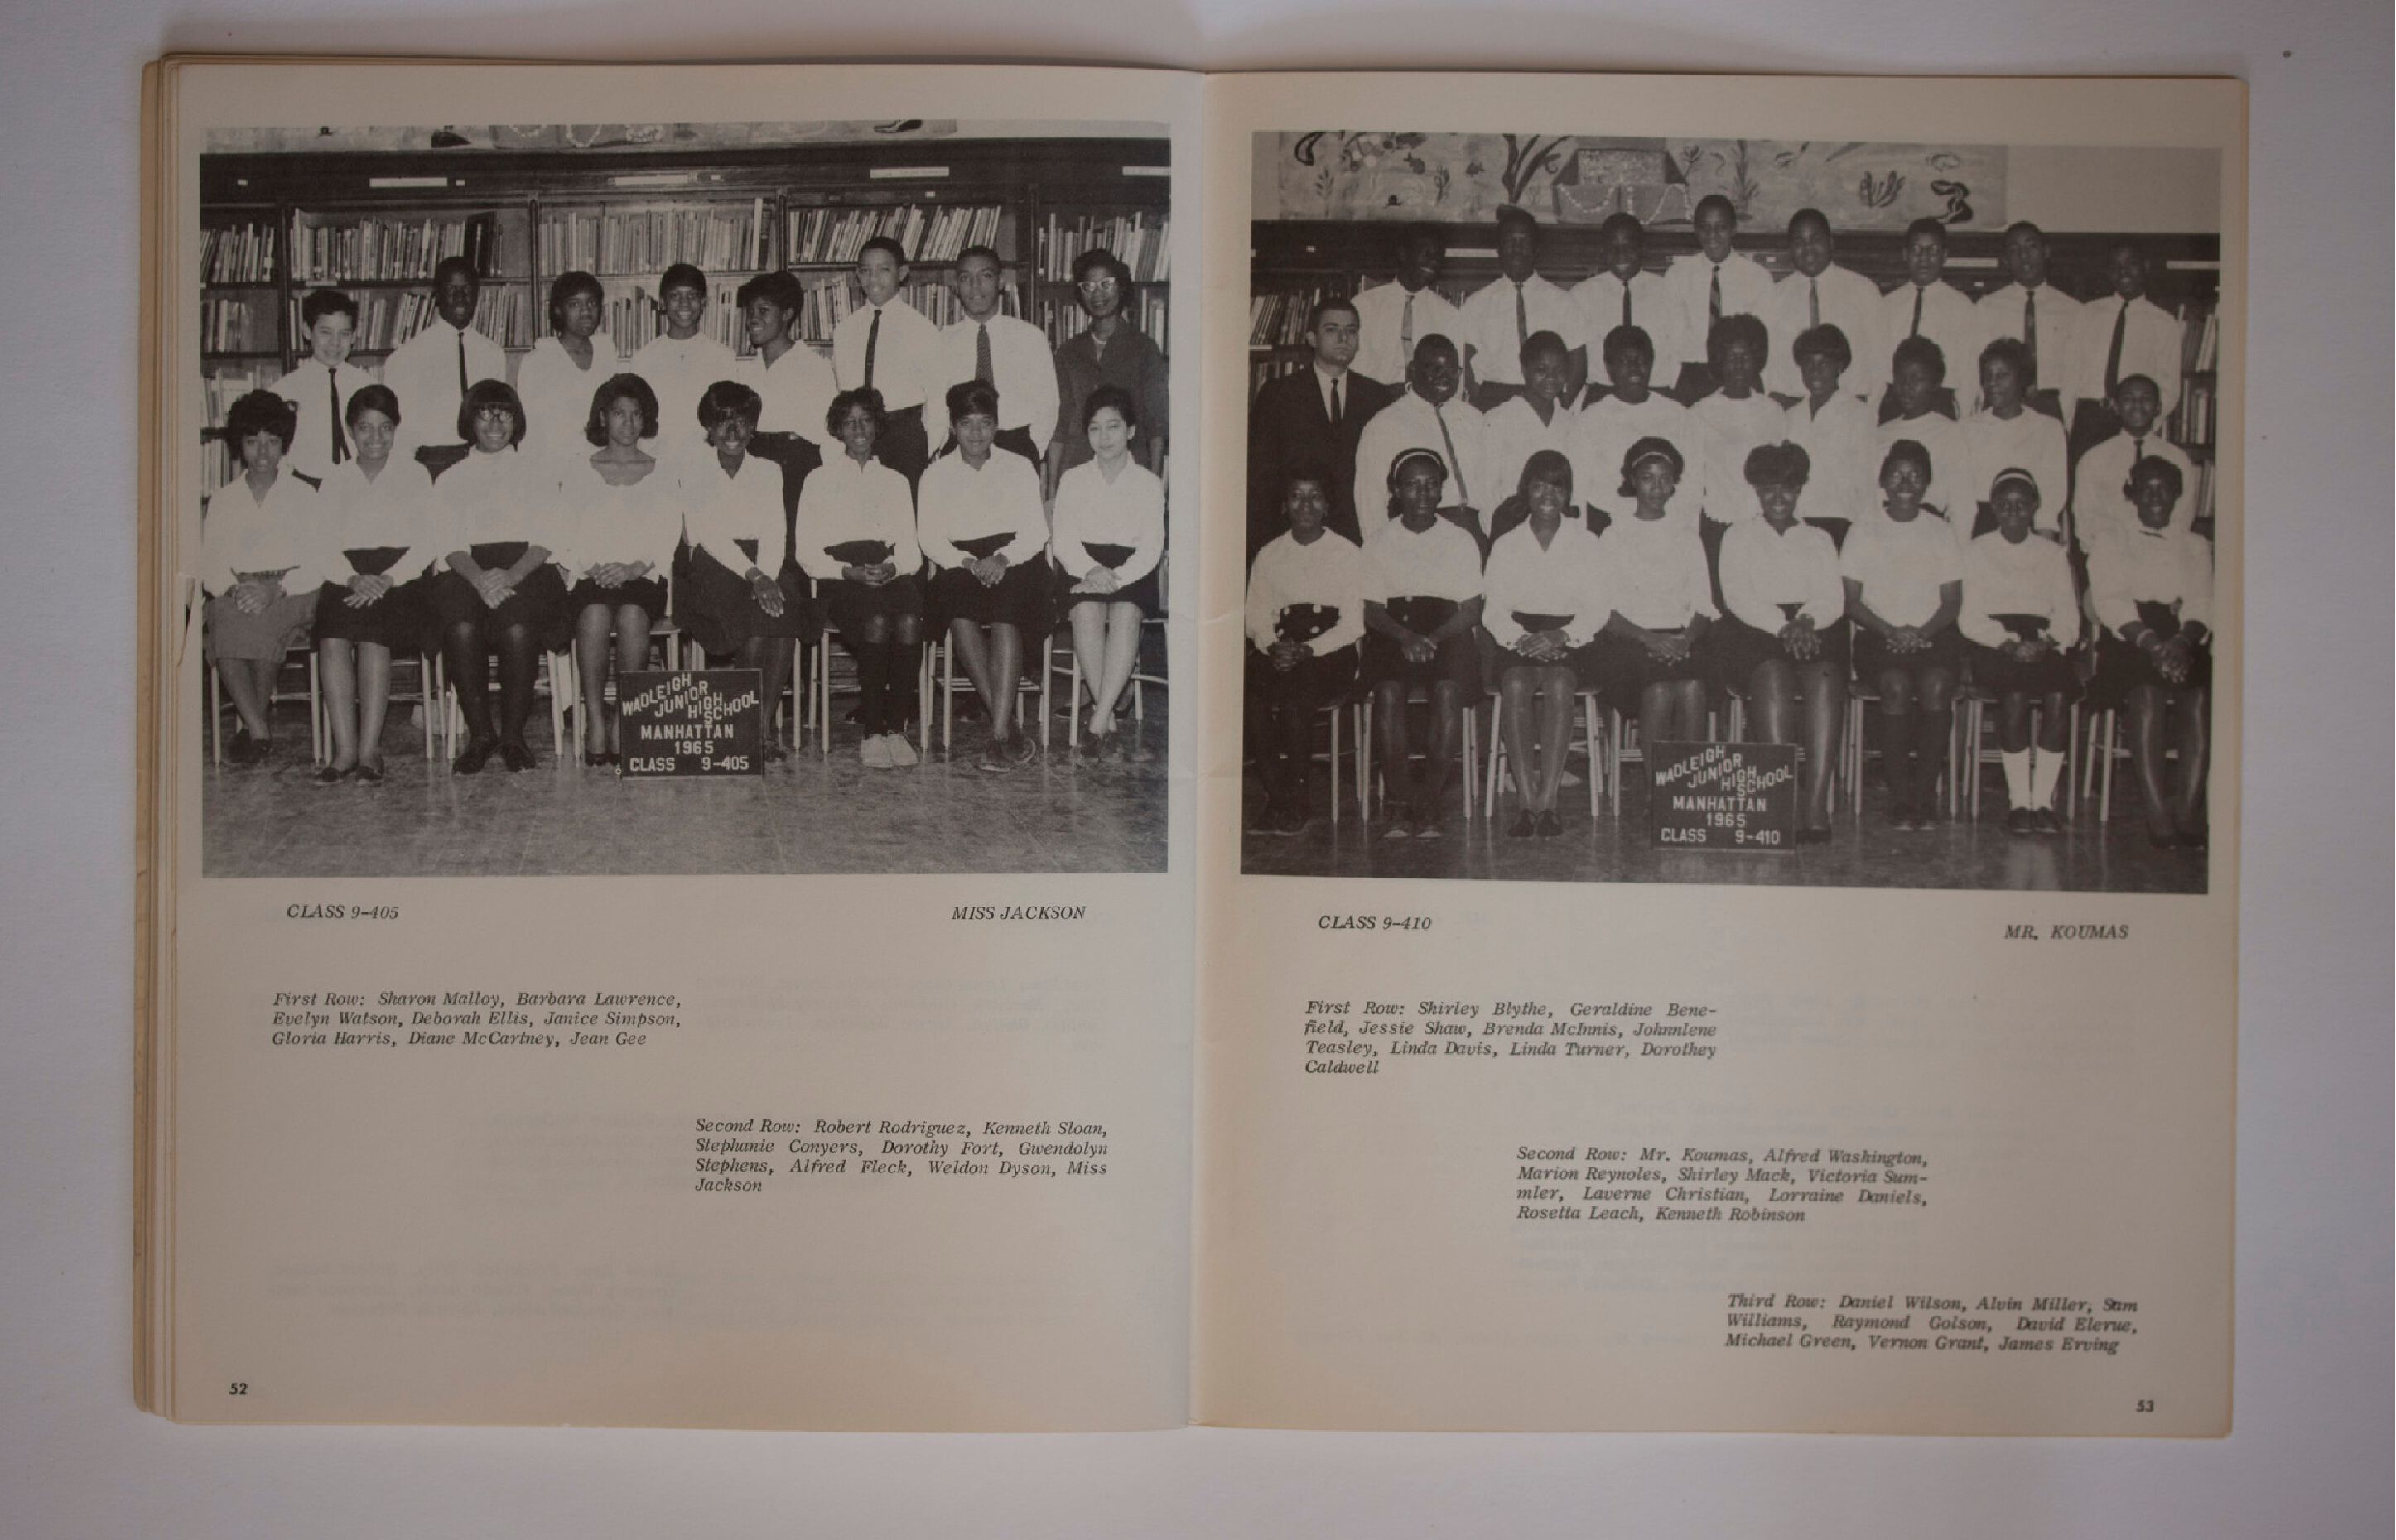 WADLEIGH
JUNIOR
HIGH
SCHOOL
MANHATTAN
1965
CLASS 9-405
CLASS 9-405
MISS JACKSON
First Row: Sharon Malloy, Barbara Lawrence,
Evelyn Watson, Deborah Ellis, Janice Simpson,
Gloria Harris, Diane McCartney, Jean Gee
Second Row: Robert Rodriguez, Kenneth Sloan,
Stephanie Conyers, Dorothy Fort, Gwendolyn
Stephens, Alfred Fleck, Weldon Dyson, Miss
Jackson
52
WADLEIGH
JUNIOR
HIGH
SCHOOL
MANHATTAN
1965
CLASS 9-410
CLASS 9-410
MR. KOUMAS
First Row: Shirley Blythe, Geraldine Bene-
field, Jessie Shaw, Brenda McInnis, Johnnlene
Teasley, Linda Davis, Linda Turner, Dorothey
Caldwell
Second Row: Mr. Koumas, Alfred Washington,
Marion Reynoles, Shirley Mack, Victoria Sum-
mler, Laverne Christian, Lorraine Daniels,
Rosetta Leach, Kenneth Robinson
Third Row: Daniel Wilson, Alvin Miller, Sam
Williams, Raymond Golson, David Elerue,
Michael Green, Vernon Grant, James Erving
53